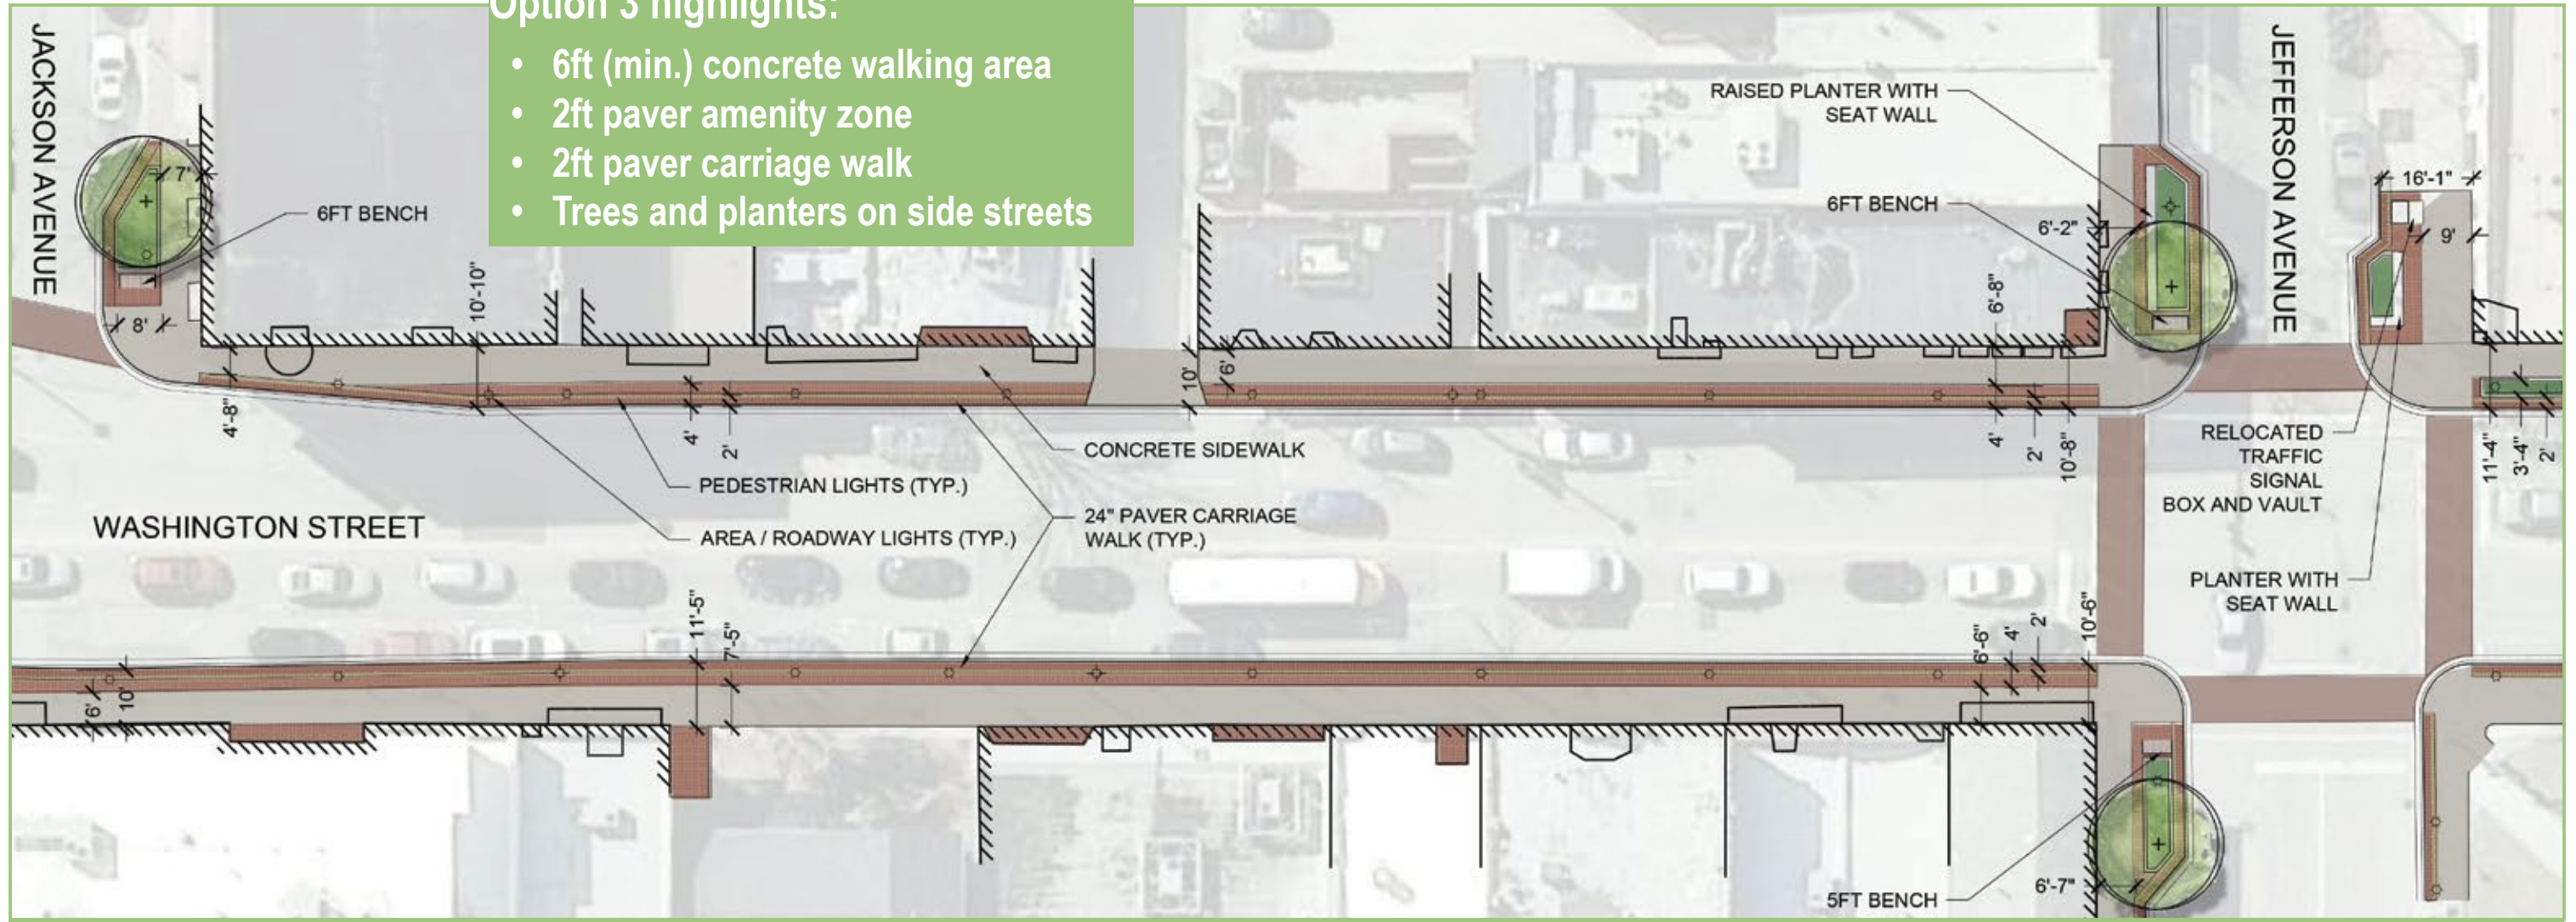 Option 3 highlights:
• 6ft (min.) concrete walking area
• 2ft paver amenity zone
• 2ft paver carriage walk
• Trees and planters on side streets
JACKSON AVENUE
7'
6FT BENCH
8'
4'-8"
10'-10"
4'
2'
10'
6'
CONCRETE SIDEWALK
PEDESTRIAN LIGHTS (TYP.)
AREA / ROADWAY LIGHTS (TYP.)
24" PAVER CARRIAGE
WALK (TYP.)
WASHINGTON STREET
RAISED PLANTER WITH
SEAT WALL
6FT BENCH
6'-2"
6'-8"
4'
2'
10'-8"
JEFFERSON AVENUE
16'-1"
9'
RELOCATED
TRAFFIC
SIGNAL
BOX AND VAULT
11'-4"
3'-4"
2'
PLANTER WITH
SEAT WALL
6'
10'
11'-5"
7'-5"
6'-6"
4'
2'
10'-6"
6'-7"
5FT BENCH